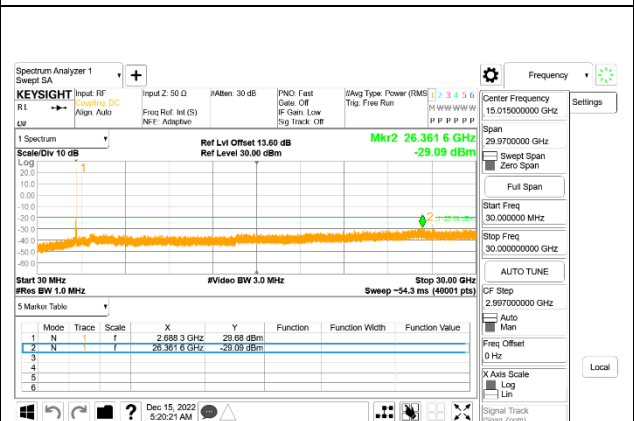 Spectrum Analyzer 1
Swept SA
+
Frequency
KEYSIGHT
RL
Input: RF
Coupling: DC
Align: Auto
Input Z: 50 Ω
Freq Ref: Int (S)
NFE: Adaptive
#Atten: 30 dB
PNO: Fast
Gate: Off
IF Gain: Low
Sig Track: Off
#Avg Type: Power (RMS
Trig: Free Run
1 2 3 4 5 6
M W W W W W
P P P P P P
1 Spectrum
Scale/Div 10 dB
Ref Lvl Offset 13.60 dB
Ref Level 30.00 dBm
Mkr2 26.361 6 GHz
-29.09 dBm
Log
20.0
10.0
0.00
-10.0
-20.0
-30.0
-40.0
-50.0
-60.0
1
2
Start 30 MHz
#Res BW 1.0 MHz
#Video BW 3.0 MHz
Stop 30.00 GHz
Sweep ~54.3 ms (40001 pts)
5 Marker Table
Mode Trace Scale X Y Function Function Width Function Value
1 N 1 f 2.688 3 GHz 29.68 dBm
2 N 1 f 26.361 6 GHz -29.09 dBm
3
4
5
6
? Dec 15, 2022
5:20:21 AM
Center Frequency
15.015000000 GHz
Span
29.9700000 GHz
Swept Span
Zero Span
Full Span
Start Freq
30.000000 MHz
Stop Freq
30.000000000 GHz
AUTO TUNE
CF Step
2.997000000 GHz
Auto
Man
Freq Offset
0 Hz
X Axis Scale
Log
Lin
Signal Track
(Span Zoom)
Settings
Local